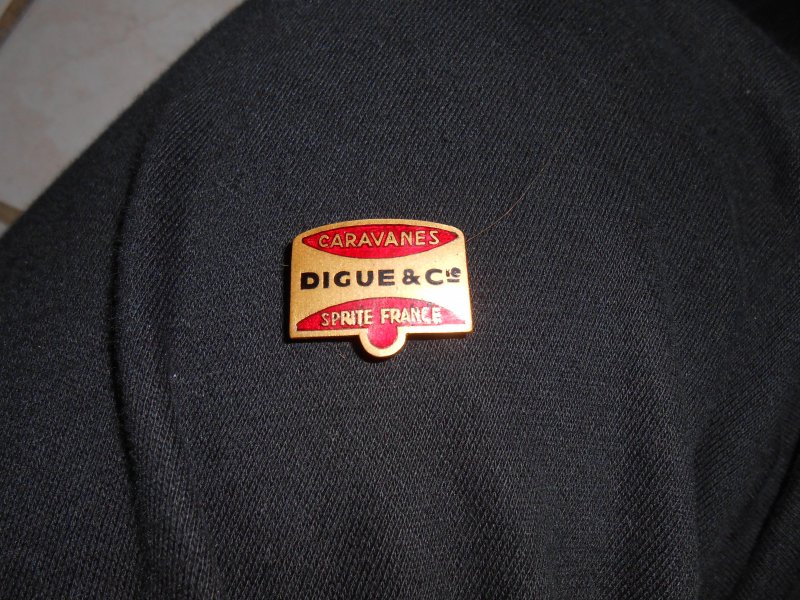 CARAVANES
DIGUE & Cie
SPRITE FRANCE